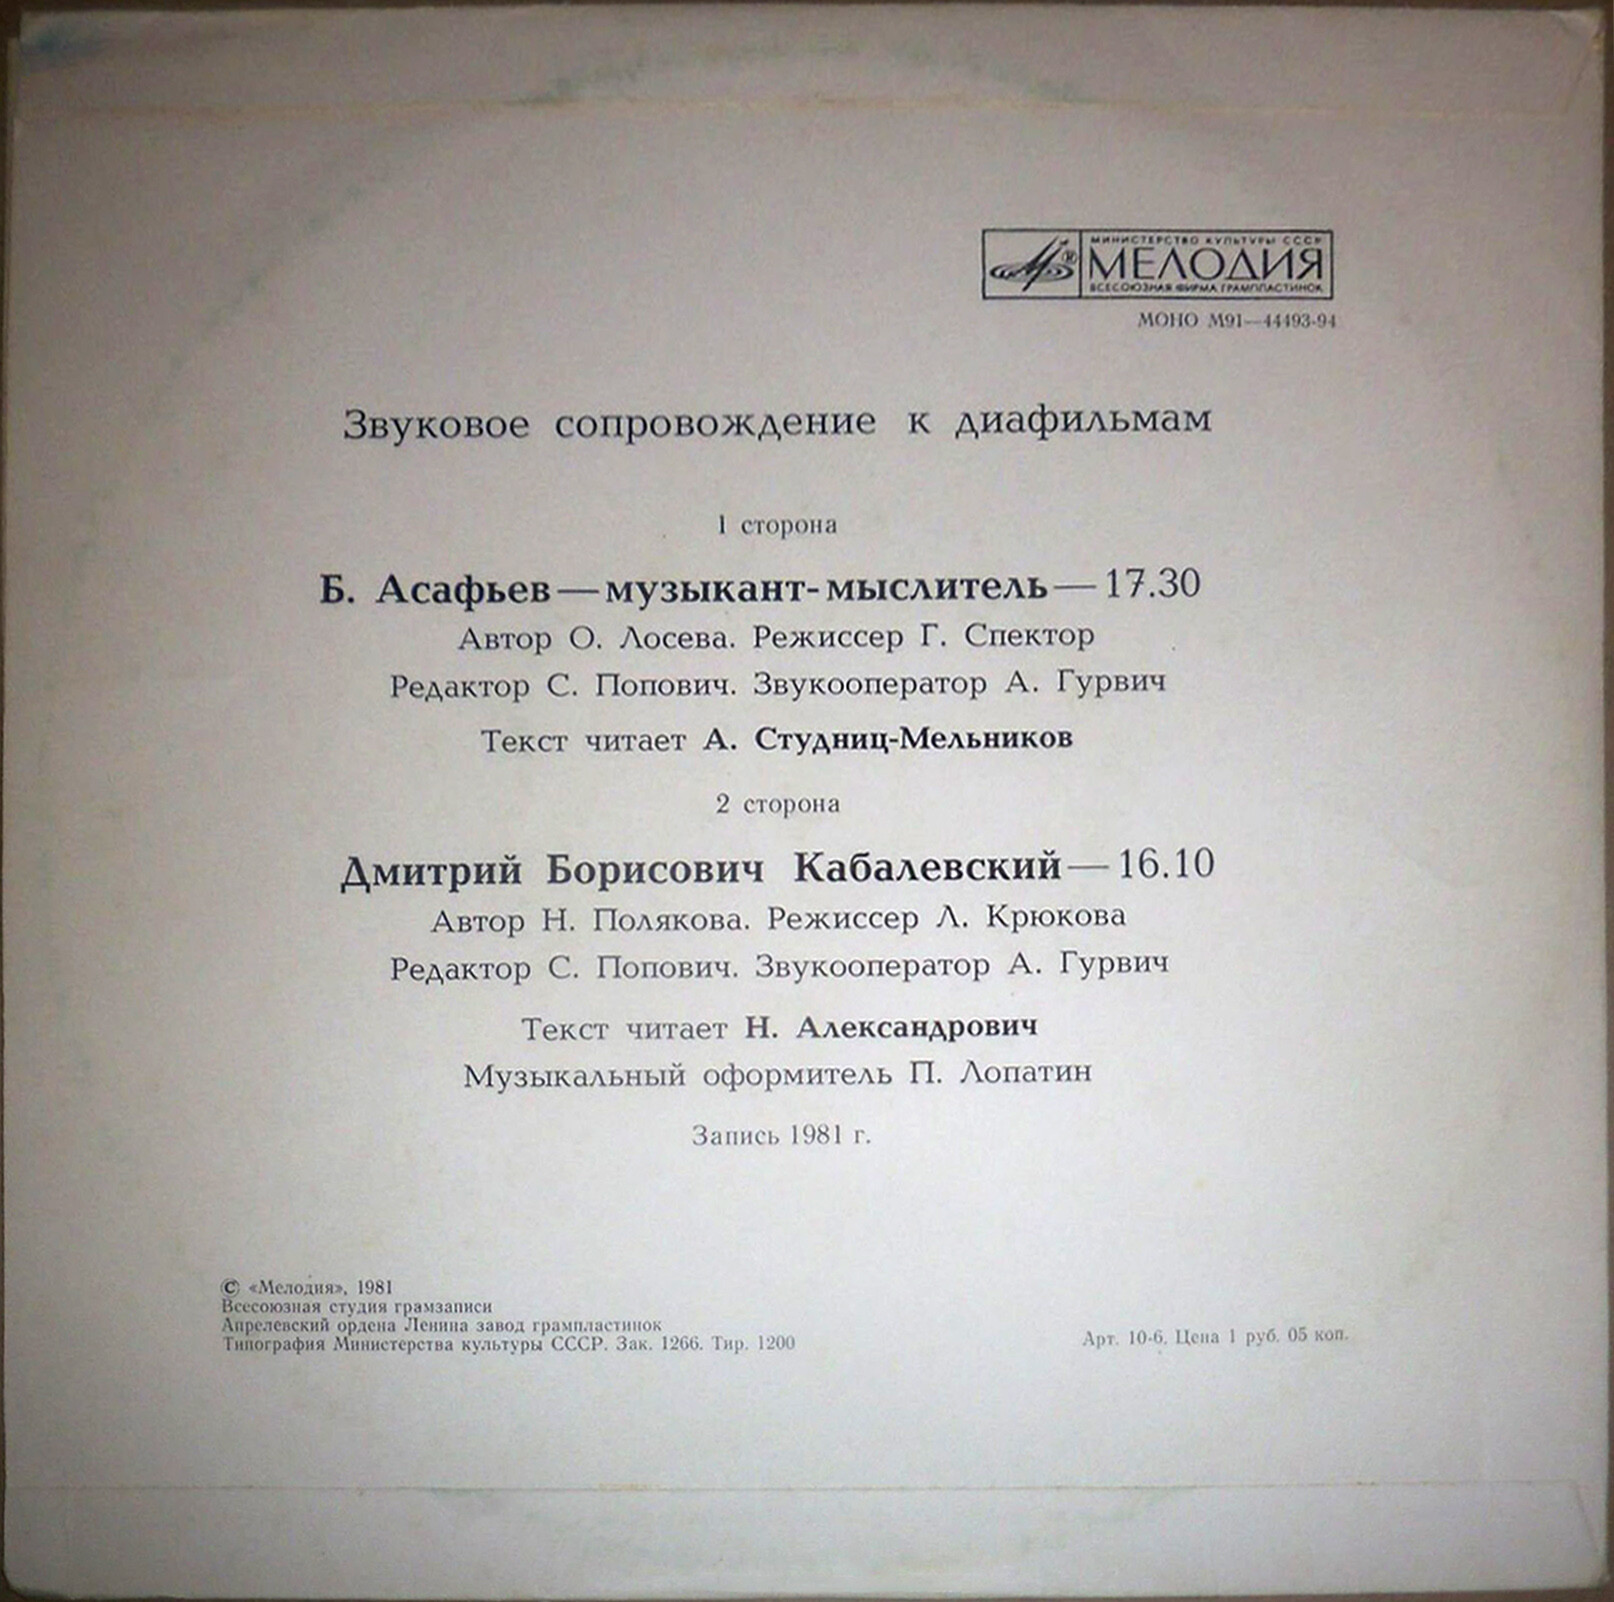 МИНИСТЕРСТВО КУЛЬТУРЫ СССР
МЕЛОДИЯ
ВСЕСОЮЗНАЯ ФИРМА ГРАМПЛАСТИНОК
МОНО М91—44493-94
Звуковое сопровождение к диафильмам
1 сторона
Б. Асафьев — музыкант-мыслитель — 17.30
Автор О. Лосева. Режиссер Г. Спектор
Редактор С. Попович. Звукооператор А. Гурвич
Текст читает А. Студниц-Мельников
2 сторона
Дмитрий Борисович Кабалевский — 16.10
Автор Н. Полякова. Режиссер Л. Крюкова
Редактор С. Попович. Звукооператор А. Гурвич
Текст читает Н. Александрович
Музыкальный оформитель П. Лопатин
Запись 1981 г.
© «Мелодия», 1981
Всесоюзная студия грамзаписи
Апрелевский ордена Ленина завод грампластинок
Типография Министерства культуры СССР. Зак. 1266. Тир. 1200
Арт. 10-6. Цена 1 руб. 05 коп.